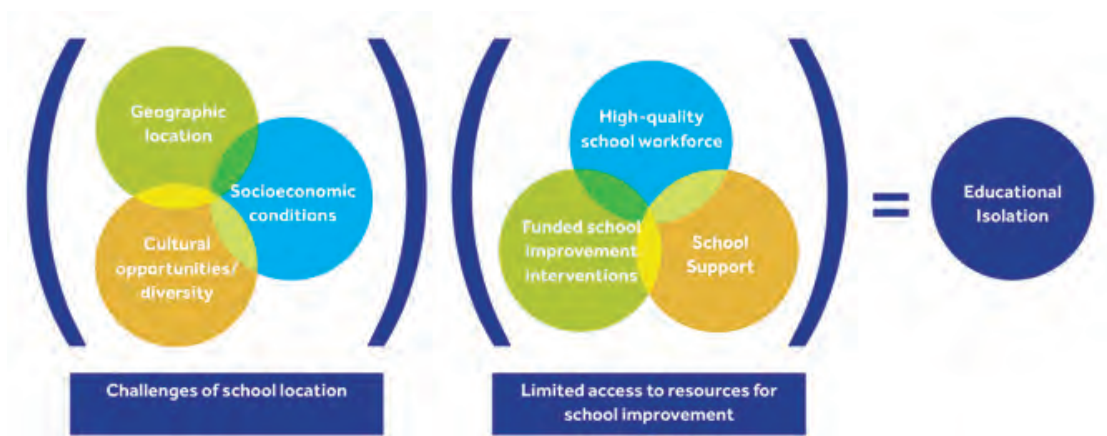 Geographic
location
Socioeconomic
conditions
Cultural
opportunities/
diversity
Challenges of school location
High-quality
school workforce
Funded school
improvement
interventions
School
Support
Limited access to resources for
school improvement
=
Educational
Isolation